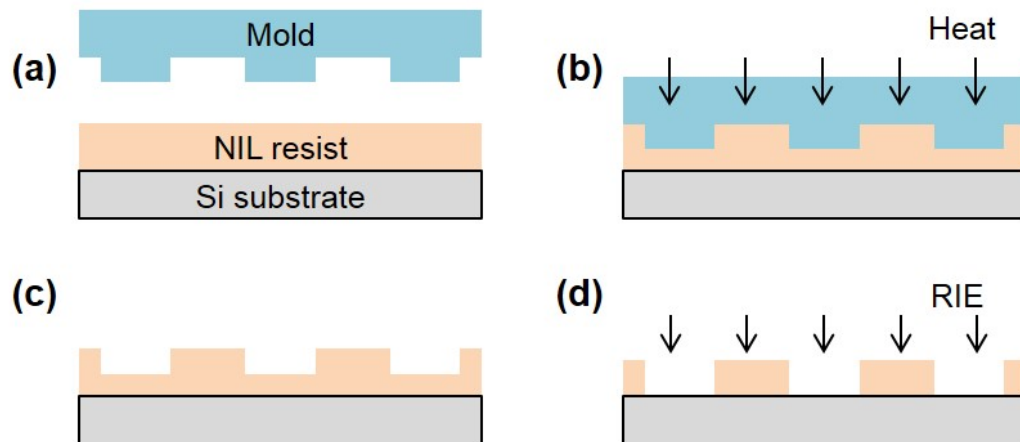 Mold
(a)
NIL resist
Si substrate
Heat
(b)
(c)
RIE
(d)